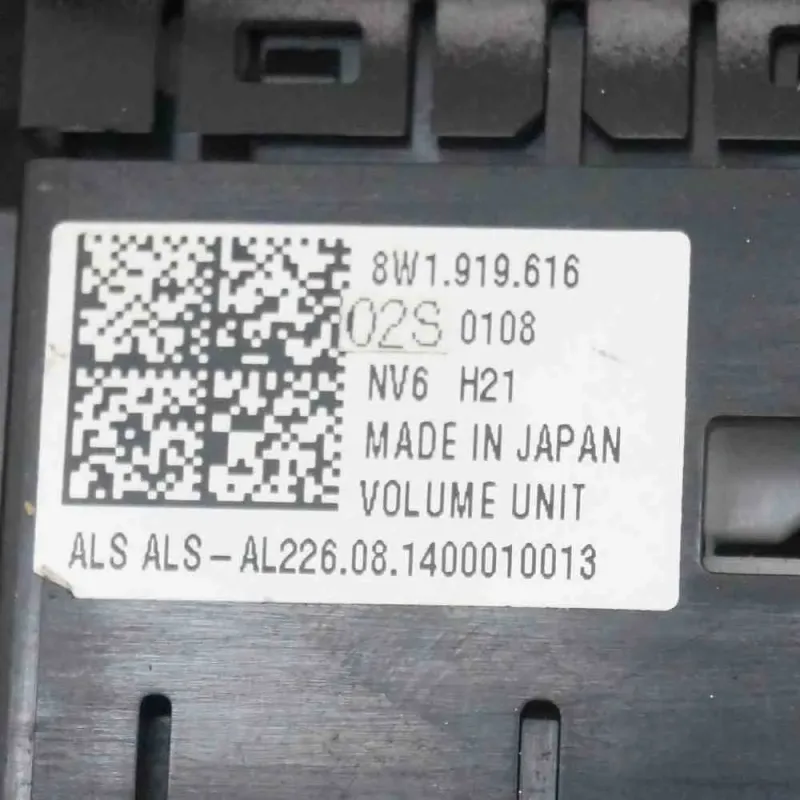 8W1.919.616
02S 0108
NV6 H21
MADE IN JAPAN
VOLUME UNIT
ALS ALS-AL226.08.1400010013